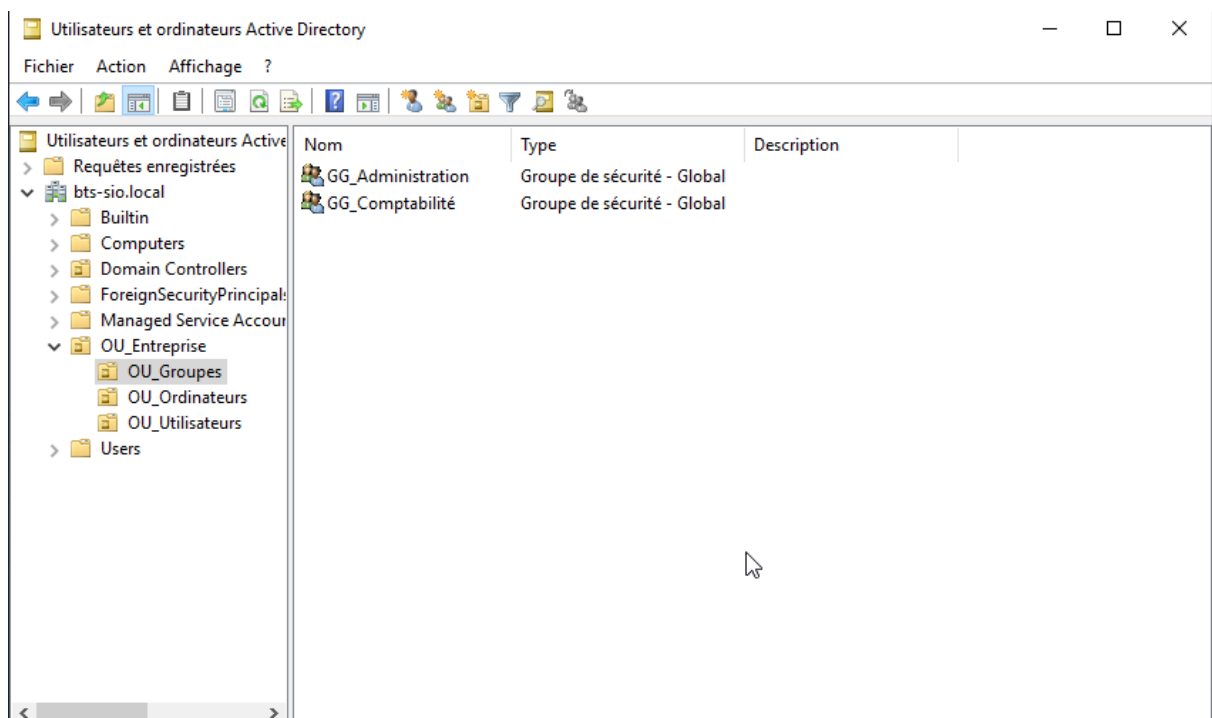 Utilisateurs et ordinateurs Active Directory
Fichier Action Affichage ?
Utilisateurs et ordinateurs Active
Requêtes enregistrées
bts-sio.local
Builtin
Computers
Domain Controllers
ForeignSecurityPrincipals
Managed Service Accour
OU_Entreprise
OU_Groupes
OU_Ordinateurs
OU_Utilisateurs
Users
Nom Type Description
GG_Administration Groupe de sécurité - Global
GG_Comptabilité Groupe de sécurité - Global